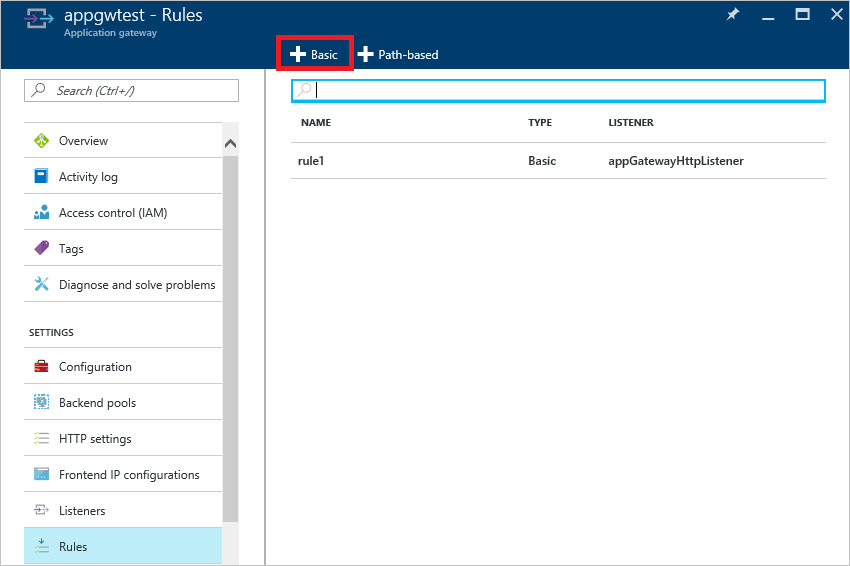 appgwtest - Rules
Application gateway
Basic
Path-based
Search (Ctrl+/)
Overview
Activity log
Access control (IAM)
Tags
Diagnose and solve problems
SETTINGS
Configuration
Backend pools
HTTP settings
Frontend IP configurations
Listeners
Rules
NAME TYPE LISTENER
rule1 Basic appGatewayHttpListener